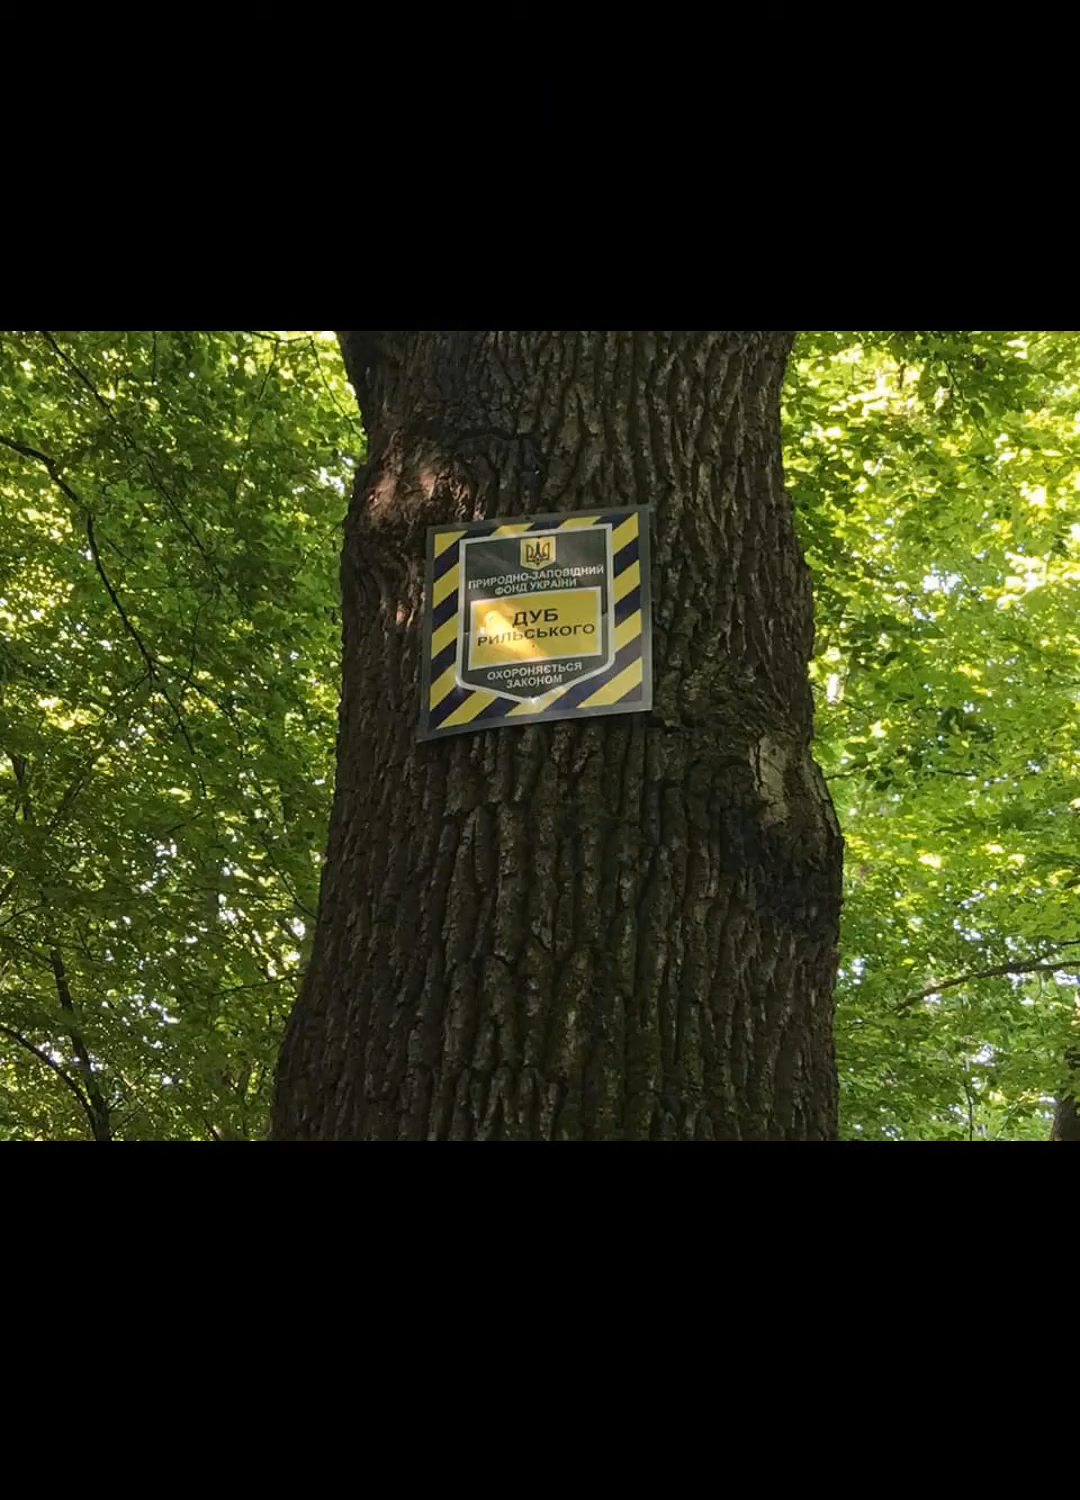 ПРИРОДНО-ЗАПОВІДНИЙ
ФОНД УКРАЇНИ
ДУБ
РИЛЬСЬКОГО
ОХОРОНЯЄТЬСЯ
ЗАКОНОМ